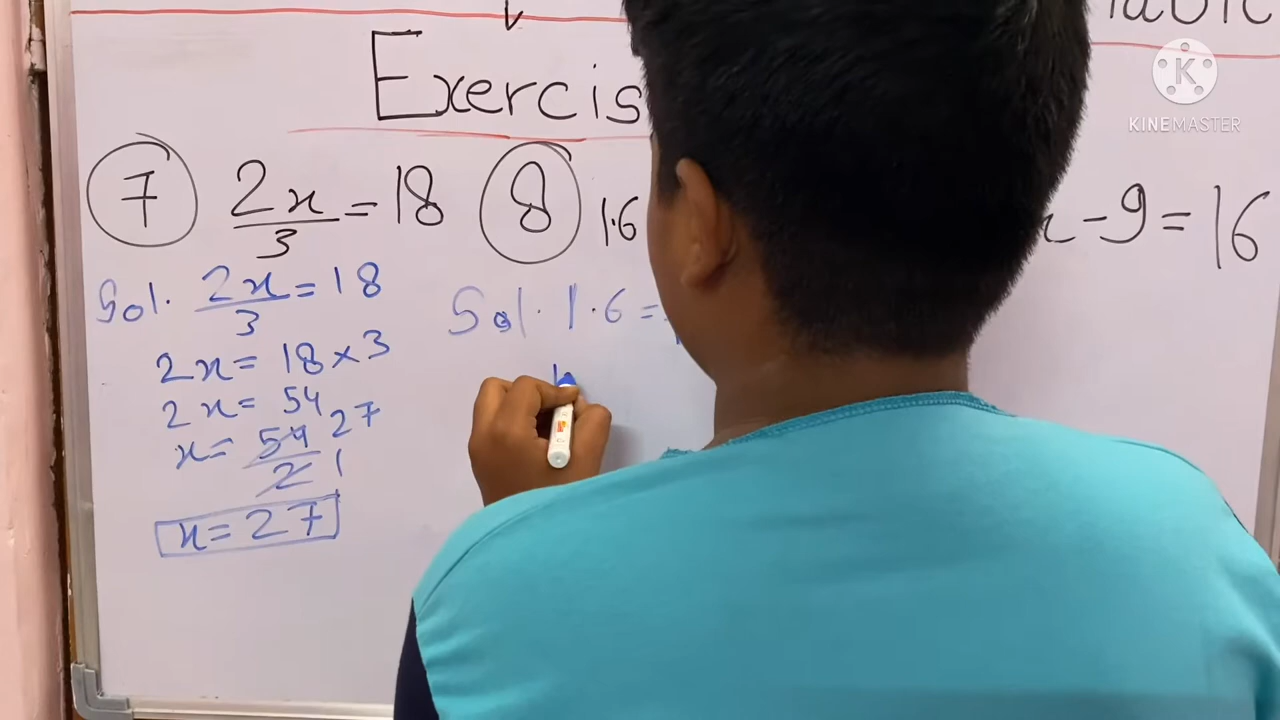 Exercis
7 2x/3 = 18
8 1.6
x - 9 = 16
Sol. 2x/3 = 18
2x = 18 × 3
2x = 54
x = 54/2 27 1
x = 27
Sol. 1.6 =
KINEMASTER